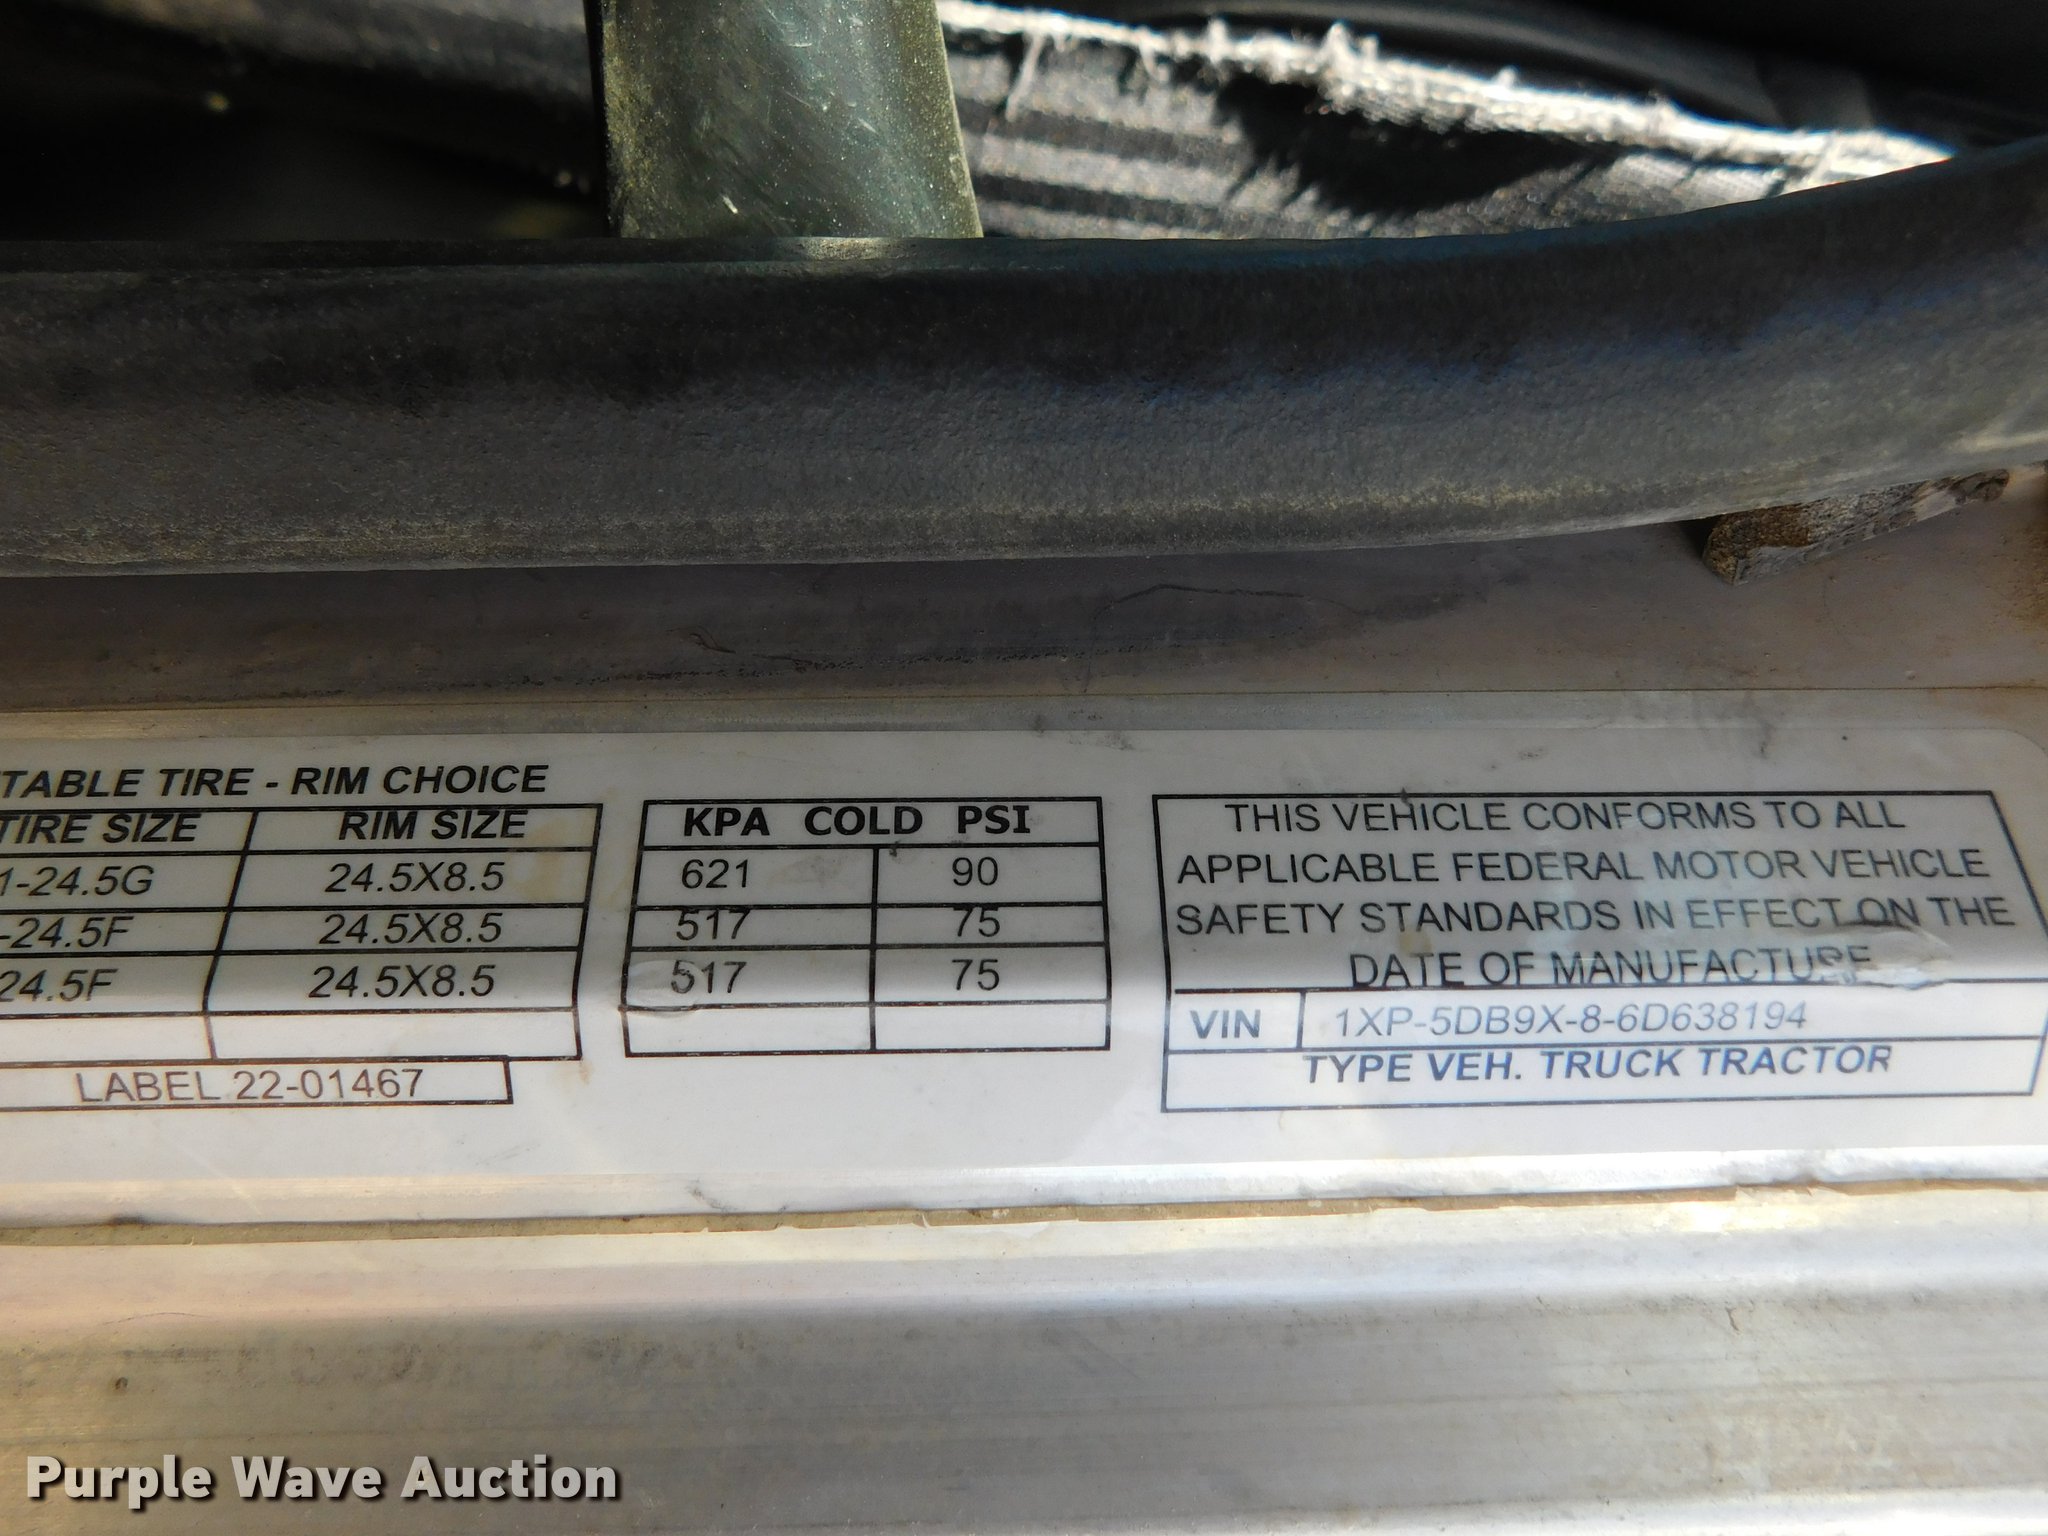 TABLE TIRE - RIM CHOICE
TIRE SIZE RIM SIZE
1-24.5G 24.5X8.5
-24.5F 24.5X8.5
24.5F 24.5X8.5
LABEL 22-01467
KPA COLD PSI
621 90
517 75
517 75
THIS VEHICLE CONFORMS TO ALL
APPLICABLE FEDERAL MOTOR VEHICLE
SAFETY STANDARDS IN EFFECT ON THE
DATE OF MANUFACTURE
VIN 1XP-5DB9X-8-6D638194
TYPE VEH. TRUCK TRACTOR
Purple Wave Auction